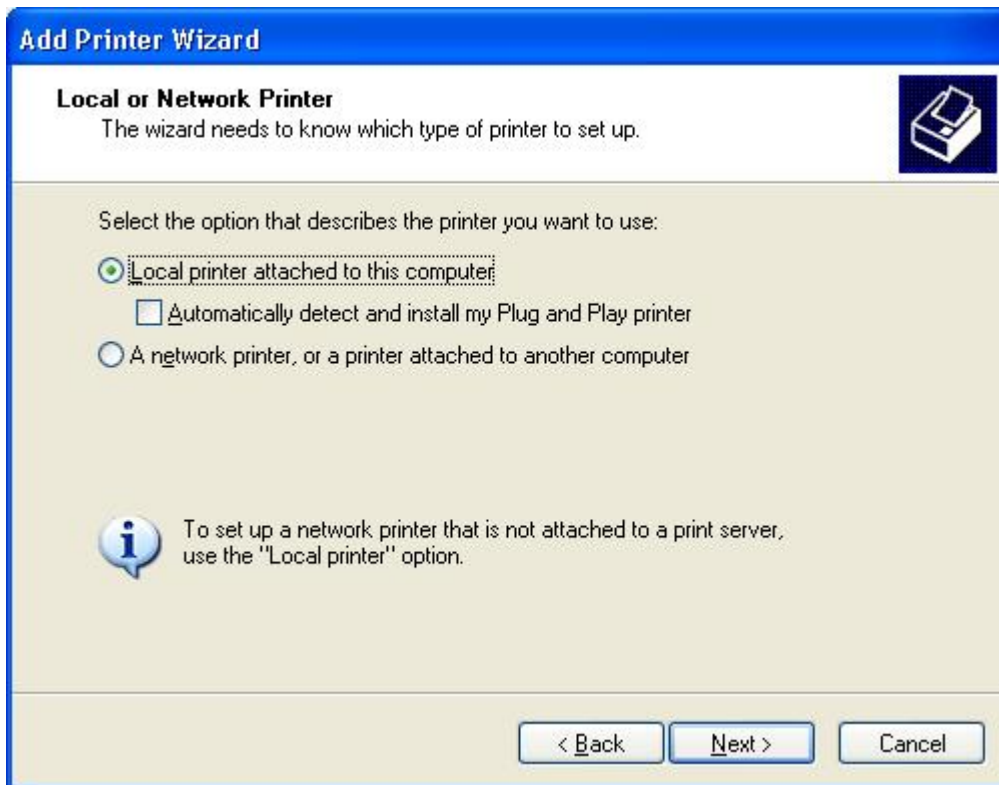 Add Printer Wizard
Local or Network Printer
The wizard needs to know which type of printer to set up.
Select the option that describes the printer you want to use:
Local printer attached to this computer
Automatically detect and install my Plug and Play printer
A network printer, or a printer attached to another computer
To set up a network printer that is not attached to a print server,
use the "Local printer" option.
< Back Next > Cancel